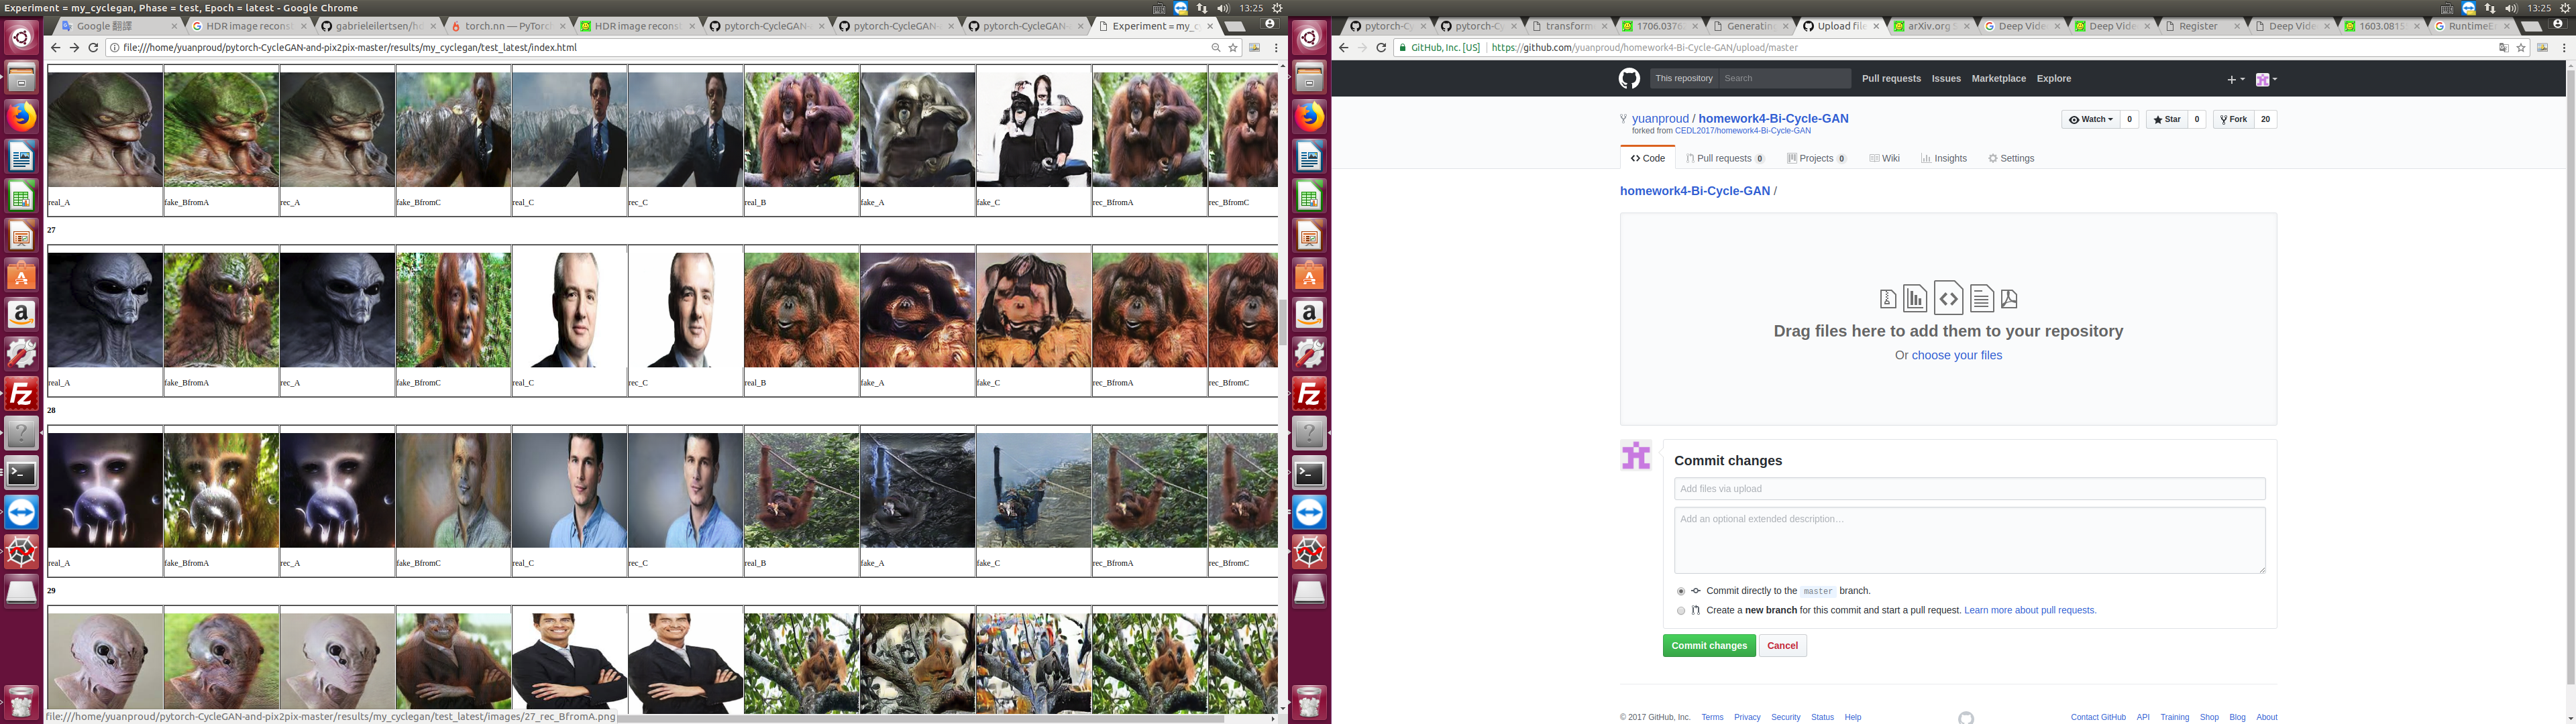 Experiment = my_cyclegan, Phase = test, Epoch = latest - Google Chrome
13:25
Google 翻譯
HDR image reconst
gabrieleilertsen/hd
torch.nn — PyTorc
HDR image reconst
pytorch-CycleGAN-
pytorch-CycleGAN-
pytorch-CycleGAN-
Experiment = my_c
file:///home/yuanproud/pytorch-CycleGAN-and-pix2pix-master/results/my_cyclegan/test_latest/index.html
real_A fake_BfromA rec_A fake_BfromC real_C rec_C real_B fake_A fake_C rec_BfromA rec_BfromC
27
real_A fake_BfromA rec_A fake_BfromC real_C rec_C real_B fake_A fake_C rec_BfromA rec_BfromC
28
real_A fake_BfromA rec_A fake_BfromC real_C rec_C real_B fake_A fake_C rec_BfromA rec_BfromC
29
file:///home/yuanproud/pytorch-CycleGAN-and-pix2pix-master/results/my_cyclegan/test_latest/images/27_rec_BfromA.png
13:25
pytorch-Cy
pytorch-Cy
transform
1706.0376
Generating
Upload file
arXiv.org
Deep Vide
Deep Vide
Register
Deep Vide
1603.0815
RuntimeEr
GitHub, Inc. [US] https://github.com/yuanproud/homework4-Bi-Cycle-GAN/upload/master
This repository Search Pull requests Issues Marketplace Explore
yuanproud / homework4-Bi-Cycle-GAN
forked from CEDL2017/homework4-Bi-Cycle-GAN
Watch 0 Star 0 Fork 20
Code Pull requests 0 Projects 0 Wiki Insights Settings
homework4-Bi-Cycle-GAN /
Drag files here to add them to your repository
Or choose your files
Commit changes
Add files via upload
Add an optional extended description…
Commit directly to the master branch.
Create a new branch for this commit and start a pull request. Learn more about pull requests.
Commit changes Cancel
© 2017 GitHub, Inc. Terms Privacy Security Status Help
Contact GitHub API Training Shop Blog About